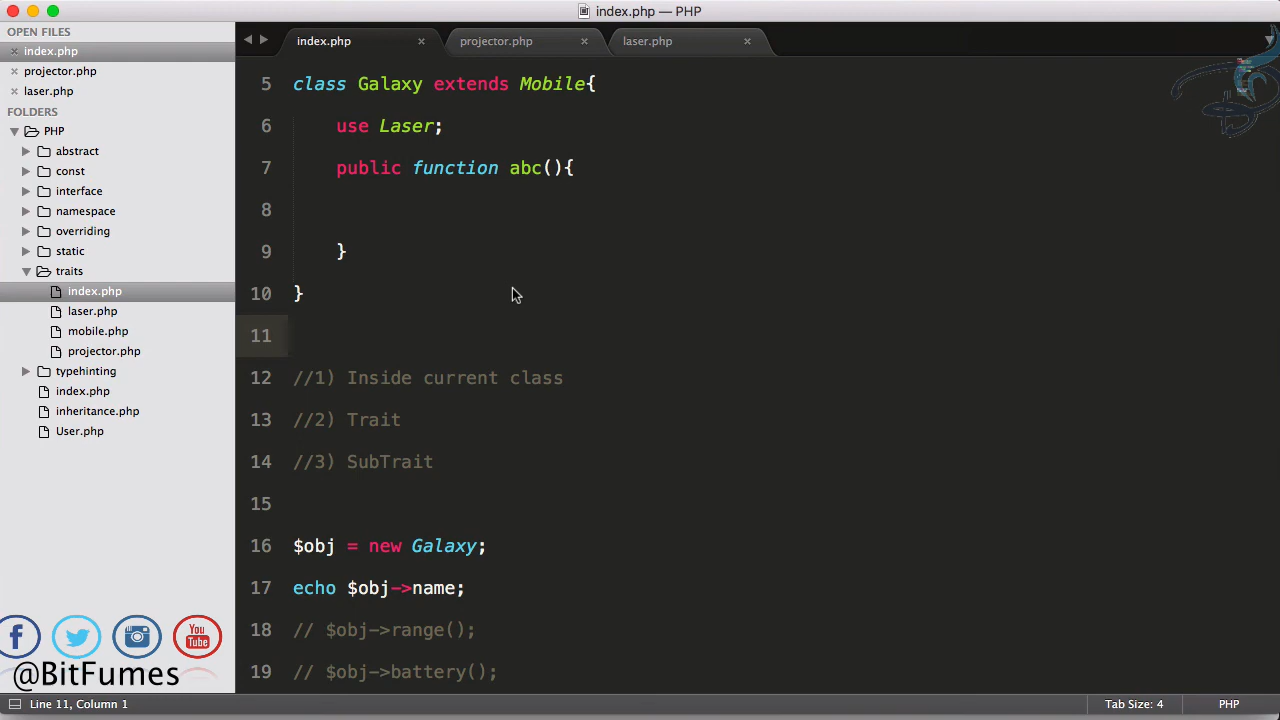 index.php — PHP
OPEN FILES
index.php
projector.php
laser.php
FOLDERS
PHP
abstract
const
interface
namespace
overriding
static
traits
index.php
laser.php
mobile.php
projector.php
typehinting
index.php
inheritance.php
User.php
You
Tube
@BitFumes
index.php projector.php laser.php
5 class Galaxy extends Mobile{
6 use Laser;
7 public function abc(){
8
9 }
10 }
11
12 //1) Inside current class
13 //2) Trait
14 //3) SubTrait
15
16 $obj = new Galaxy;
17 echo $obj->name;
18 // $obj->range();
19 // $obj->battery();
Line 11, Column 1 Tab Size: 4 PHP